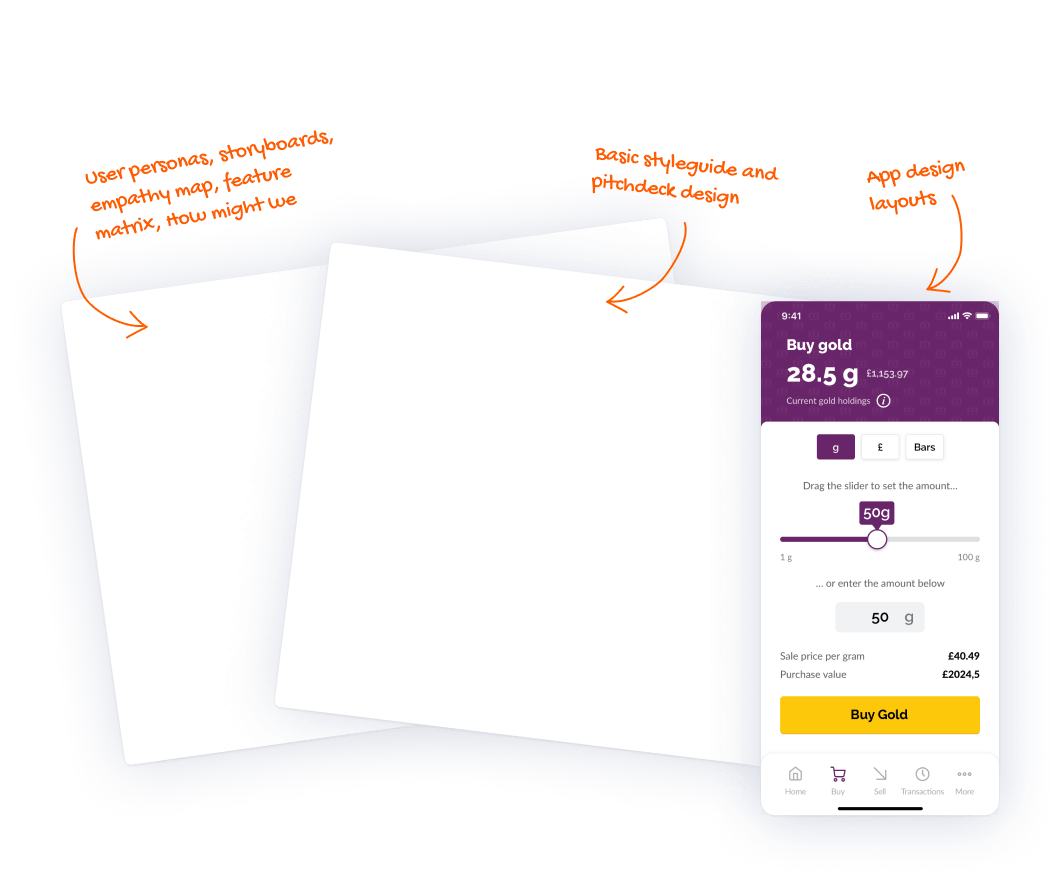 User personas, storyboards,
empathy map, feature
matrix, How might we
Basic styleguide and
pitchdeck design
App design
layouts
9:41
Buy gold
28.5 g £1,153.97
Current gold holdings i
g £ Bars
Drag the slider to set the amount...
50g
1 g 100 g
... or enter the amount below
50 g
Sale price per gram £40.49
Purchase value £2024,5
Buy Gold
Home Buy Sell Transactions More